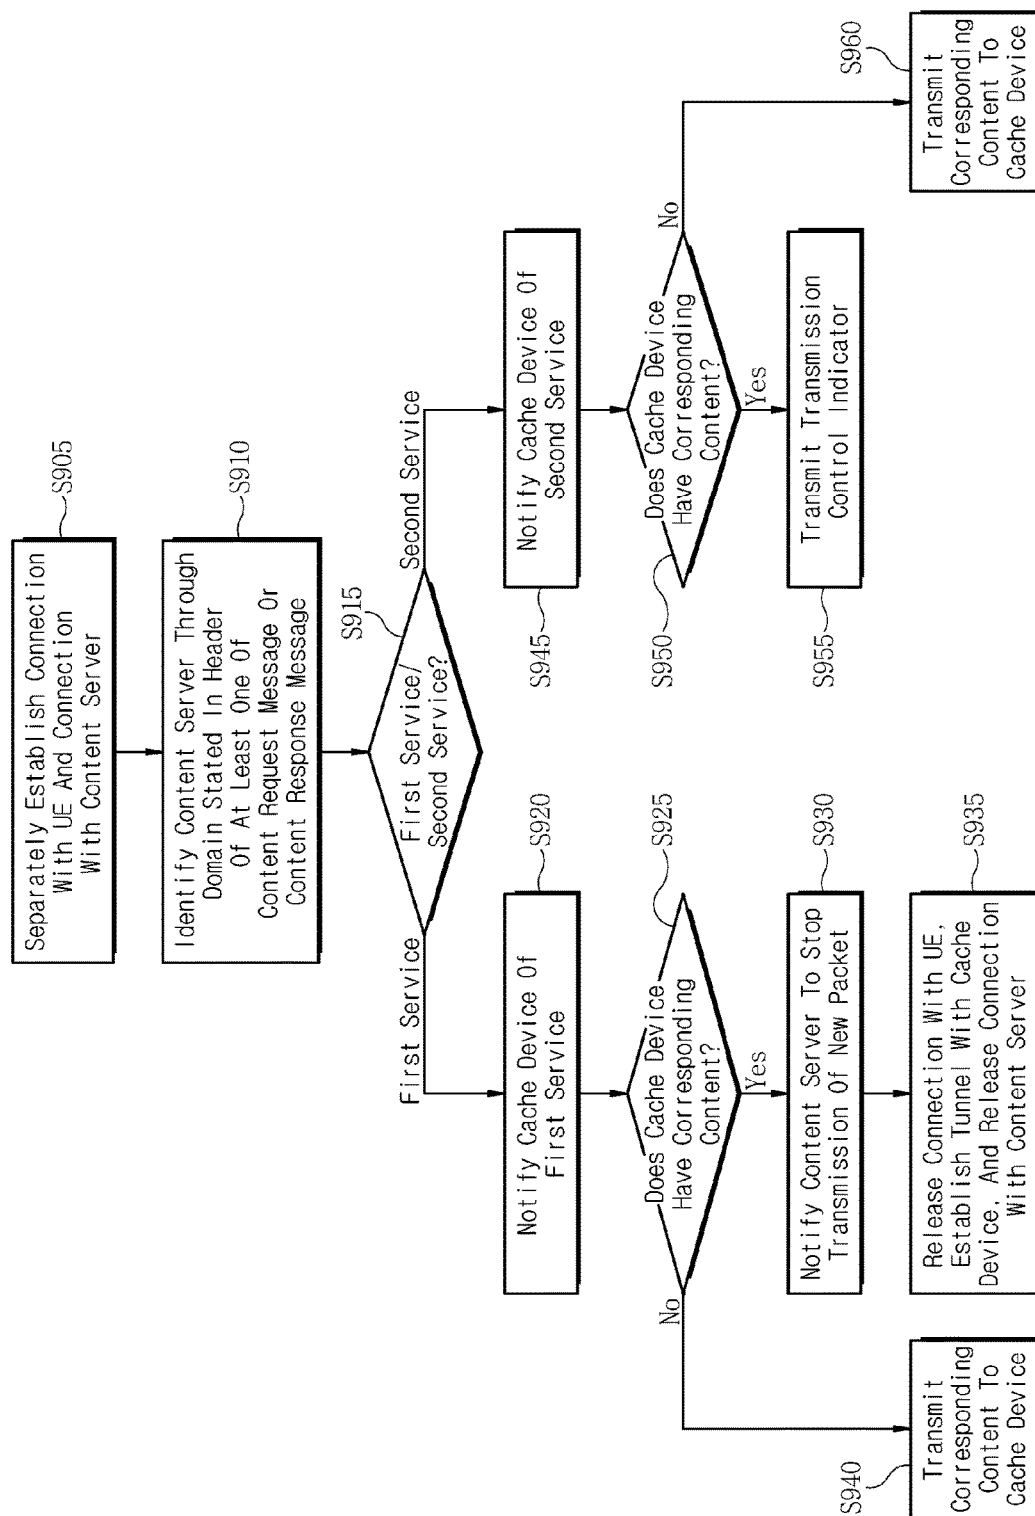 Separately Establish Connection
With UE And Connection
With Content Server
S905
Identify Content Server Through
Domain Stated In Header
Of At Least One Of
Content Request Message Or
Content Response Message
S910
First Service/
Second Service?
S915
First Service
Second Service
Notify Cache Device Of
First Service
S920
Does Cache Device
Have Corresponding
Content?
S925
No
Yes
Notify Content Server To Stop
Transmission Of New Packet
S930
Release Connection With UE,
Establish Tunnel With Cache
Device, And Release Connection
With Content Server
S935
S940
Transmit
Corresponding
Content To
Cache Device
Notify Cache Device Of
Second Service
S945
Does Cache Device
Have Corresponding
Content?
S950
No
Yes
Transmit Transmission
Control Indicator
S955
S960
Transmit
Corresponding
Content To
Cache Device